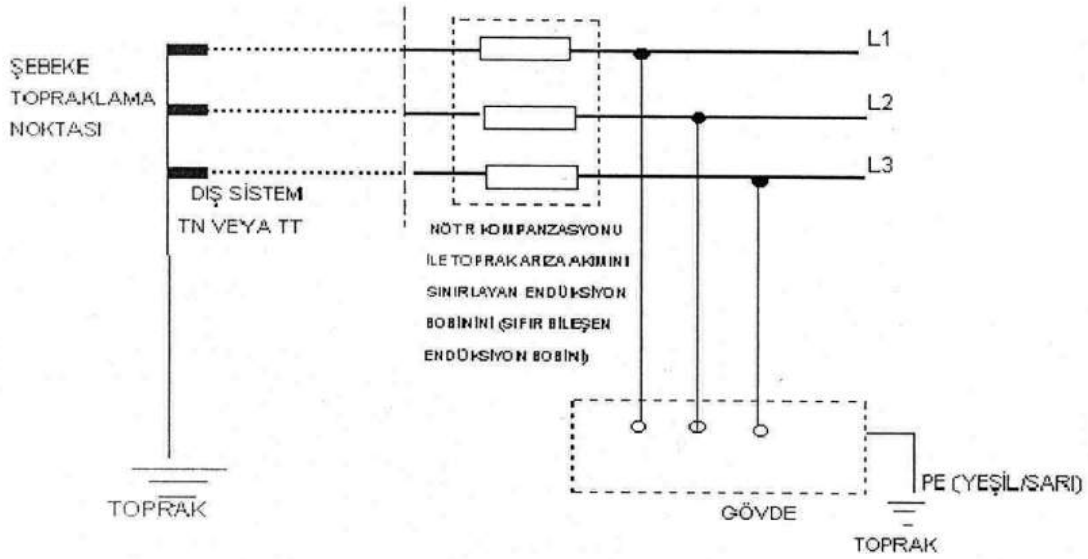 L1
ŞEBEKE
TOPRAKLAMA
NOKTASI
L2
L3
DIŞ SİSTEM
TN VEYA TT
NÖTR KOMPANZASYONU
İLE TOPRAK ARIZA AKIMINI
SINIRLAYAN ENDÜKSİYON
BOBİNİNİ (SIFIR BİLEŞEN
ENDÜKSİYON BOBİNİ)
TOPRAK
PE (YEŞİL/SARI)
GÖVDE
TOPRAK